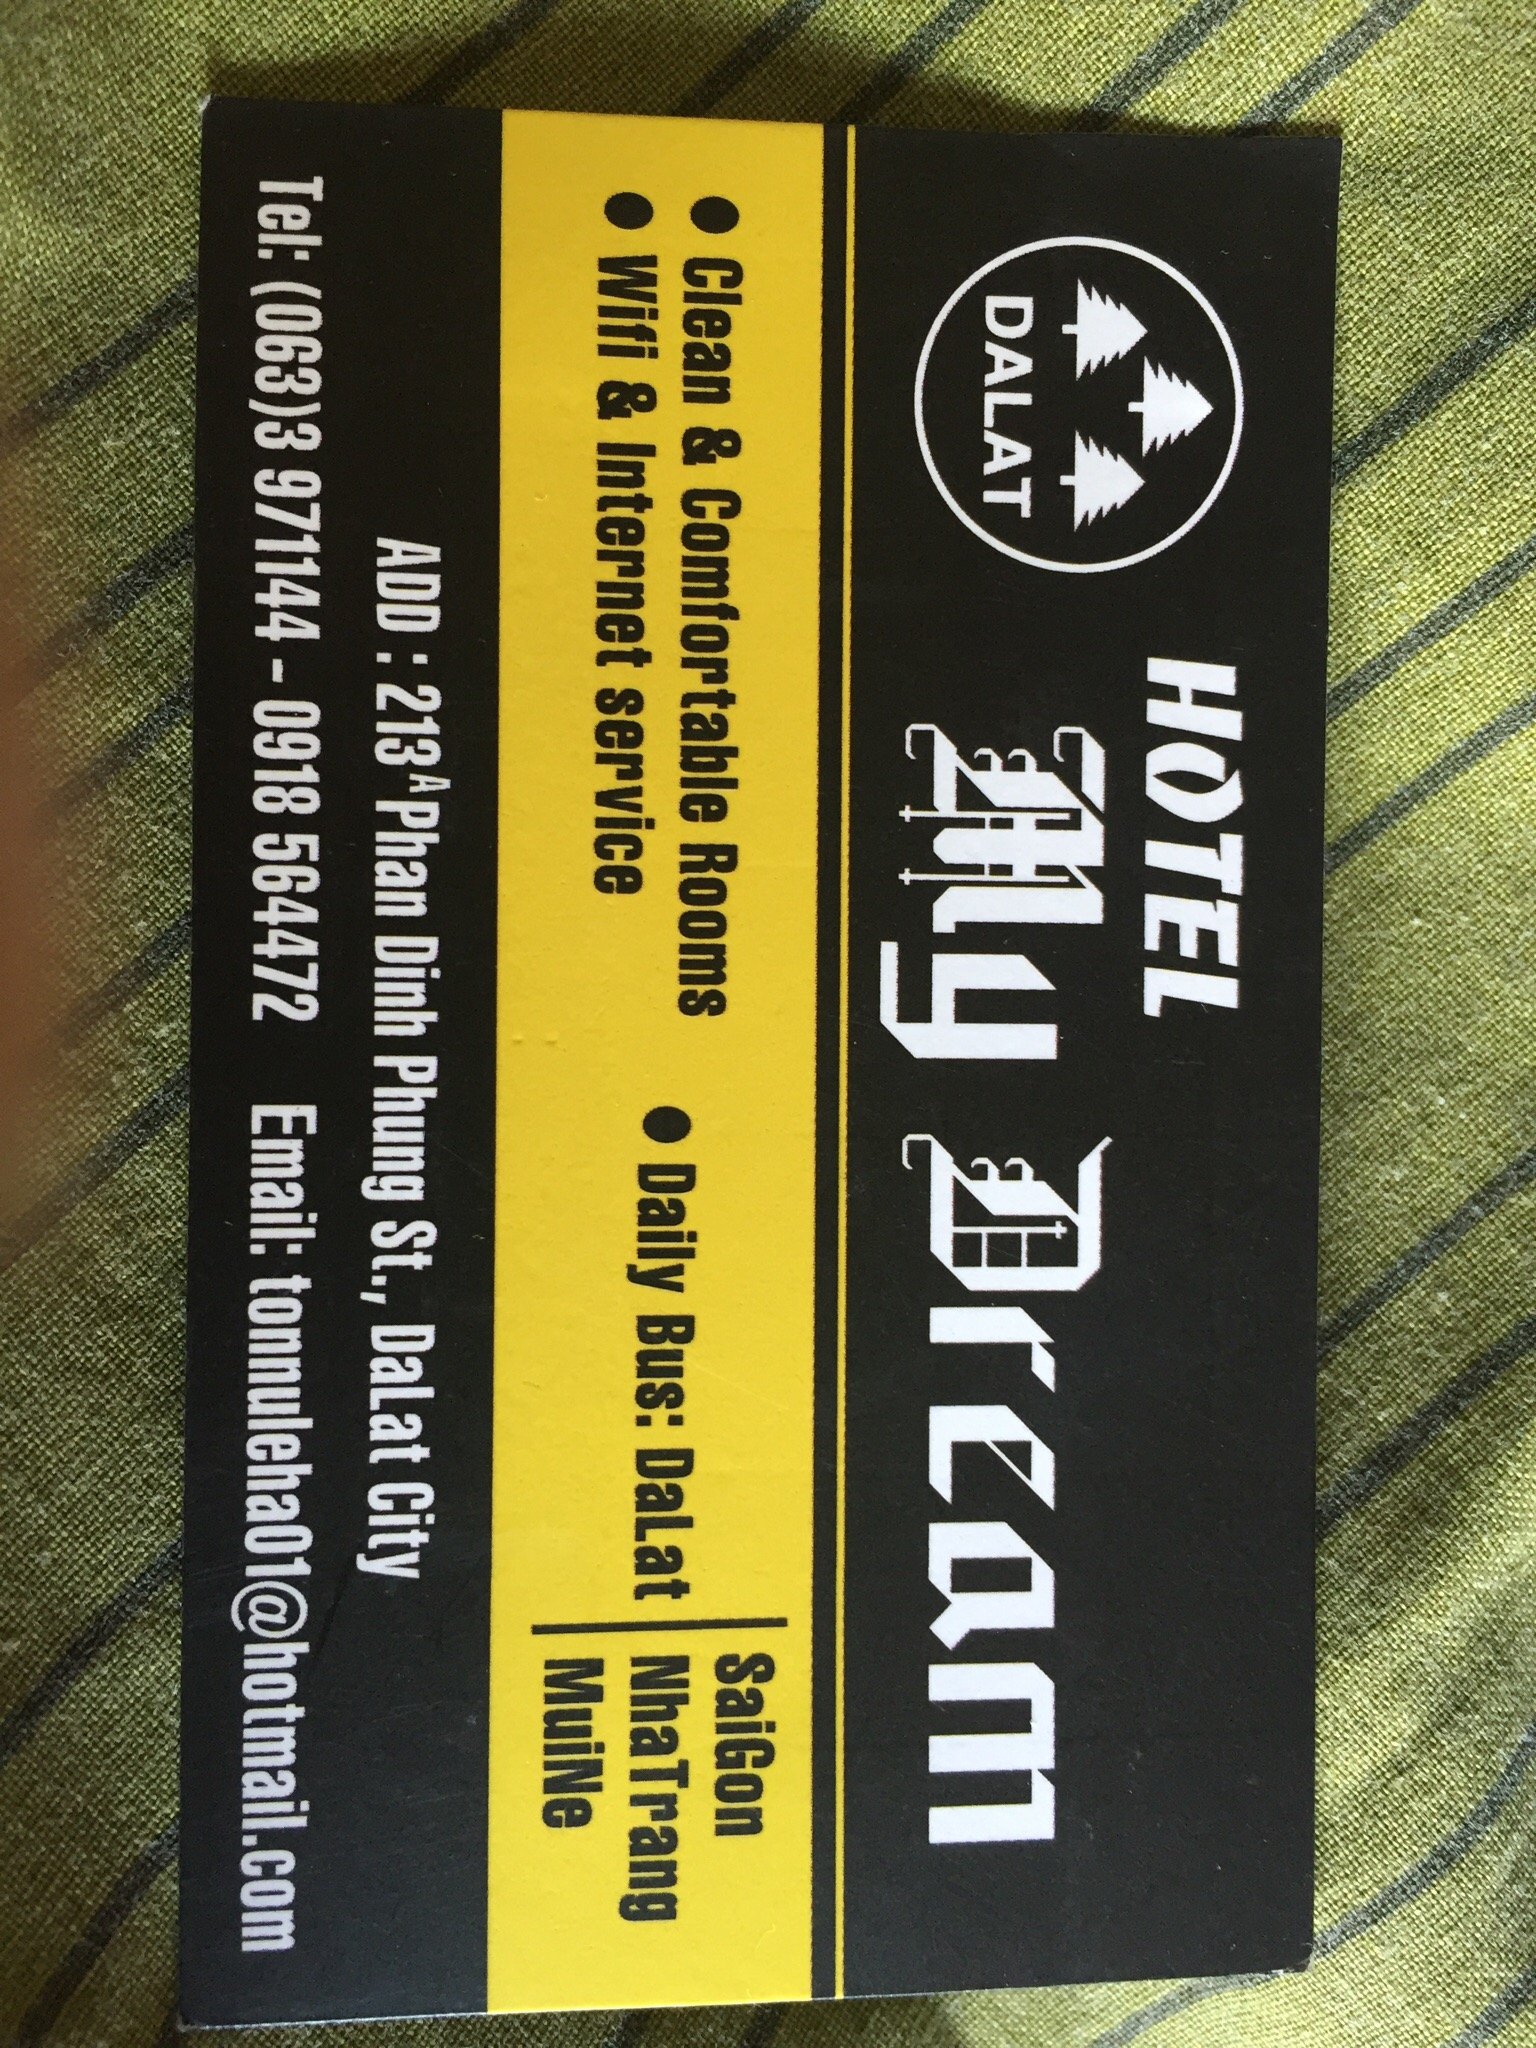 DALAT
HOTEL
My Dream
● Clean & Comfortable Rooms
● Wifi & Internet service
● Daily Bus: DaLat
SaiGon
NhaTrang
MuiNe
ADD : 213A Phan Dinh Phung St., DaLat City
Tel: (063)3 971144 - 0918 564472 Email: tonnuleha01@hotmail.com